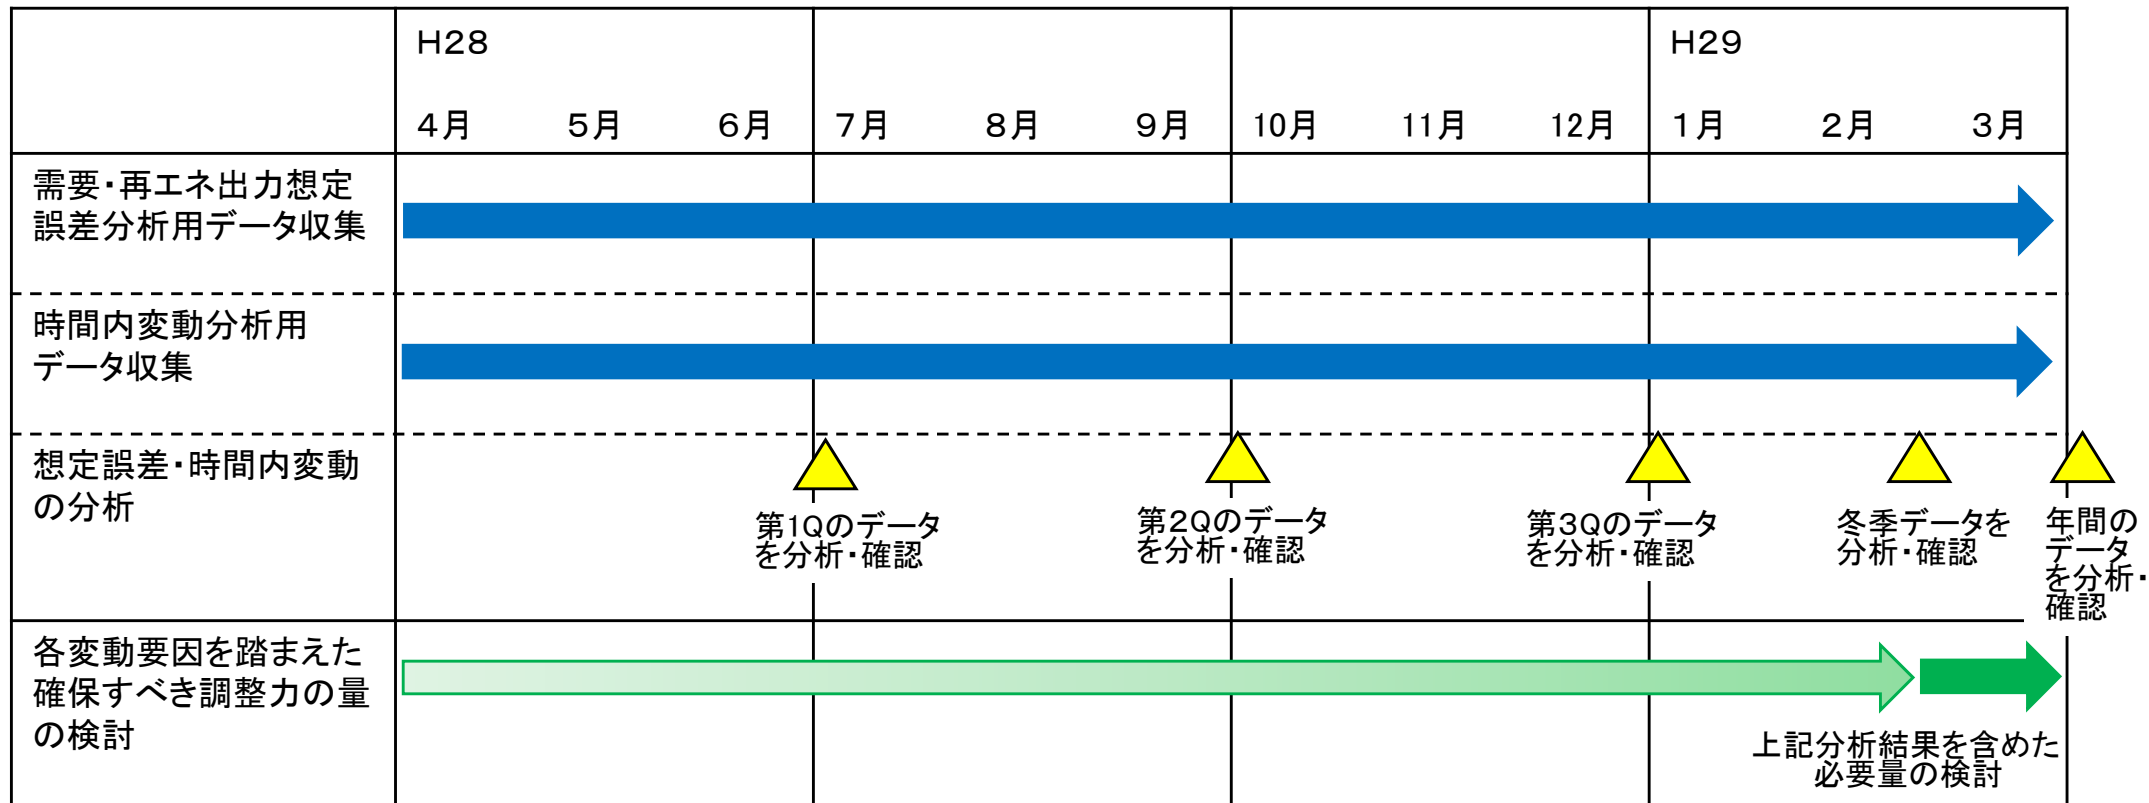 H28
H29
4月 5月 6月 7月 8月 9月 10月 11月 12月 1月 2月 3月
需要・再エネ出力想定
誤差分析用データ収集
時間内変動分析用
データ収集
想定誤差・時間内変動
の分析
第1Qのデータ
を分析・確認
第2Qのデータ
を分析・確認
第3Qのデータ
を分析・確認
冬季データを
分析・確認
年間の
データ
を分析・
確認
各変動要因を踏まえた
確保すべき調整力の量
の検討
上記分析結果を含めた
必要量の検討